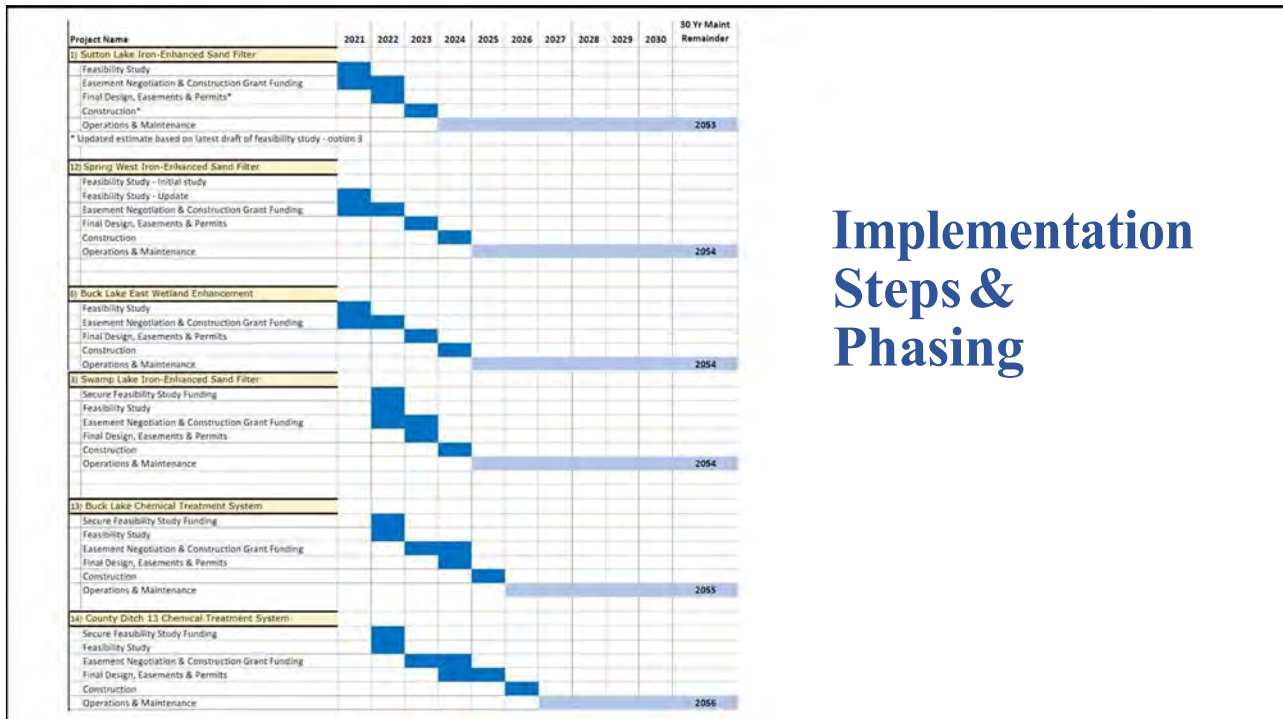 30 Yr Maint
Project Name 2021 2022 2023 2024 2025 2026 2027 2028 2029 2030 Remainder
1) Sutton Lake Iron-Enhanced Sand Filter
Feasibility Study
Easement Negotiation & Construction Grant Funding
Final Design, Easements & Permits*
Construction*
Operations & Maintenance 2053
* Updated estimate based on latest draft of feasibility study - option 3
12) Spring West Iron-Enhanced Sand Filter
Feasibility Study - Initial study
Feasibility Study - Update
Easement Negotiation & Construction Grant Funding
Final Design, Easements & Permits
Construction
Operations & Maintenance 2054
6) Buck Lake East Wetland Enhancement
Feasibility Study
Easement Negotiation & Construction Grant Funding
Final Design, Easements & Permits
Construction
Operations & Maintenance 2054
3) Swamp Lake Iron-Enhanced Sand Filter
Secure Feasibility Study Funding
Feasibility Study
Easement Negotiation & Construction Grant Funding
Final Design, Easements & Permits
Construction
Operations & Maintenance 2054
13) Buck Lake Chemical Treatment System
Secure Feasibility Study Funding
Feasibility Study
Easement Negotiation & Construction Grant Funding
Final Design, Easements & Permits
Construction
Operations & Maintenance 2055
14) County Ditch 13 Chemical Treatment System
Secure Feasibility Study Funding
Feasibility Study
Easement Negotiation & Construction Grant Funding
Final Design, Easements & Permits
Construction
Operations & Maintenance 2056
Implementation
Steps &
Phasing